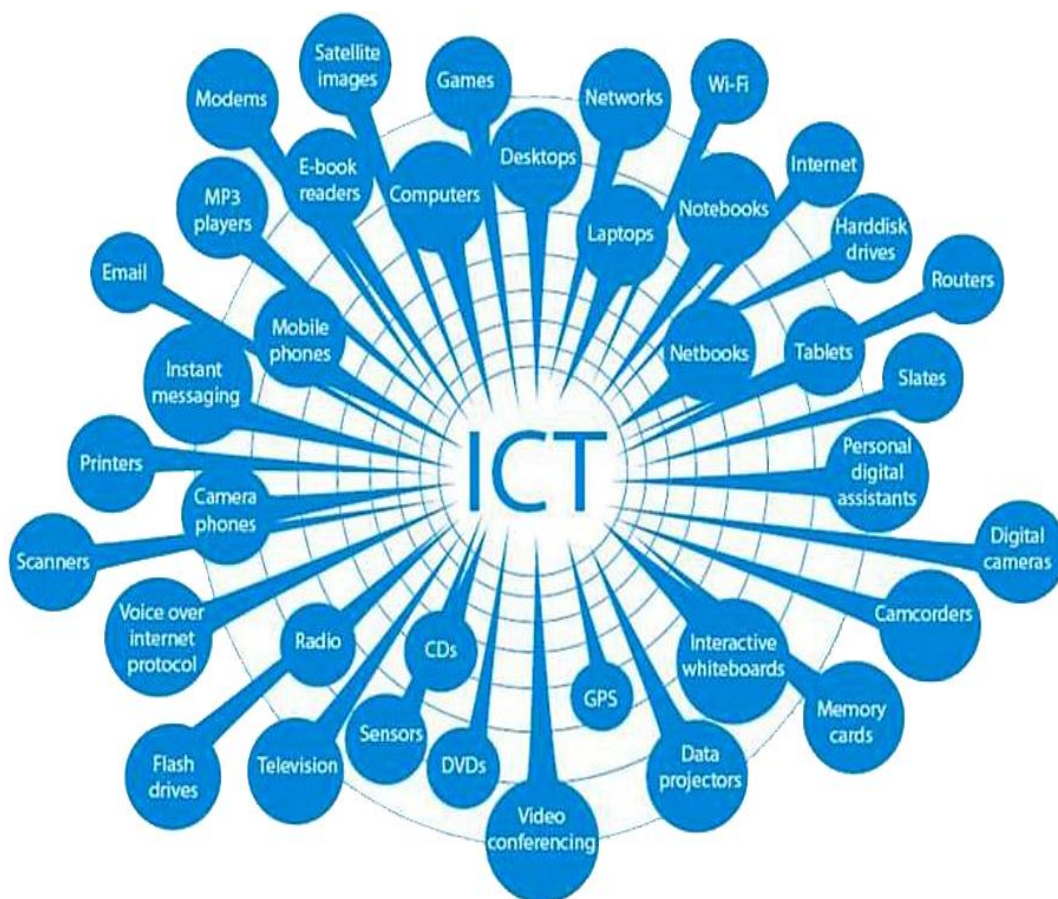 Satellite
images
Games
Wi-Fi
Modems
Networks
Desktops
Internet
E-book
readers
Computers
Notebooks
MP3
players
Laptops
Harddisk
drives
Email
Routers
Mobile
phones
Netbooks
Tablets
Instant
messaging
Slates
ICT
Printers
Personal
digital
assistants
Camera
phones
Scanners
Digital
cameras
Voice over
internet
protocol
Radio
CDs
Interactive
whiteboards
Camcorders
GPS
Memory
cards
Flash
drives
Television
Sensors
DVDs
Data
projectors
Video
conferencing